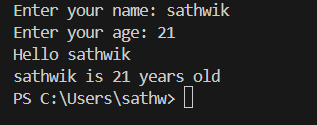 Enter your name: sathwik
Enter your age: 21
Hello sathwik
sathwik is 21 years old
PS C:\Users\sathw>